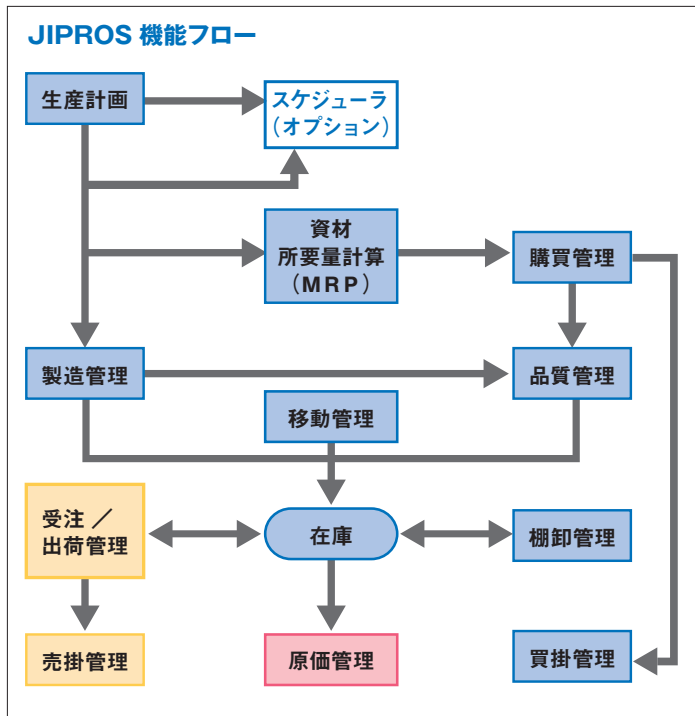 JIPROS 機能フロー
生産計画
スケジューラ
（オプション）
資材
所要量計算
（MRP）
購買管理
製造管理
品質管理
移動管理
受注／
出荷管理
在庫
棚卸管理
売掛管理
原価管理
買掛管理